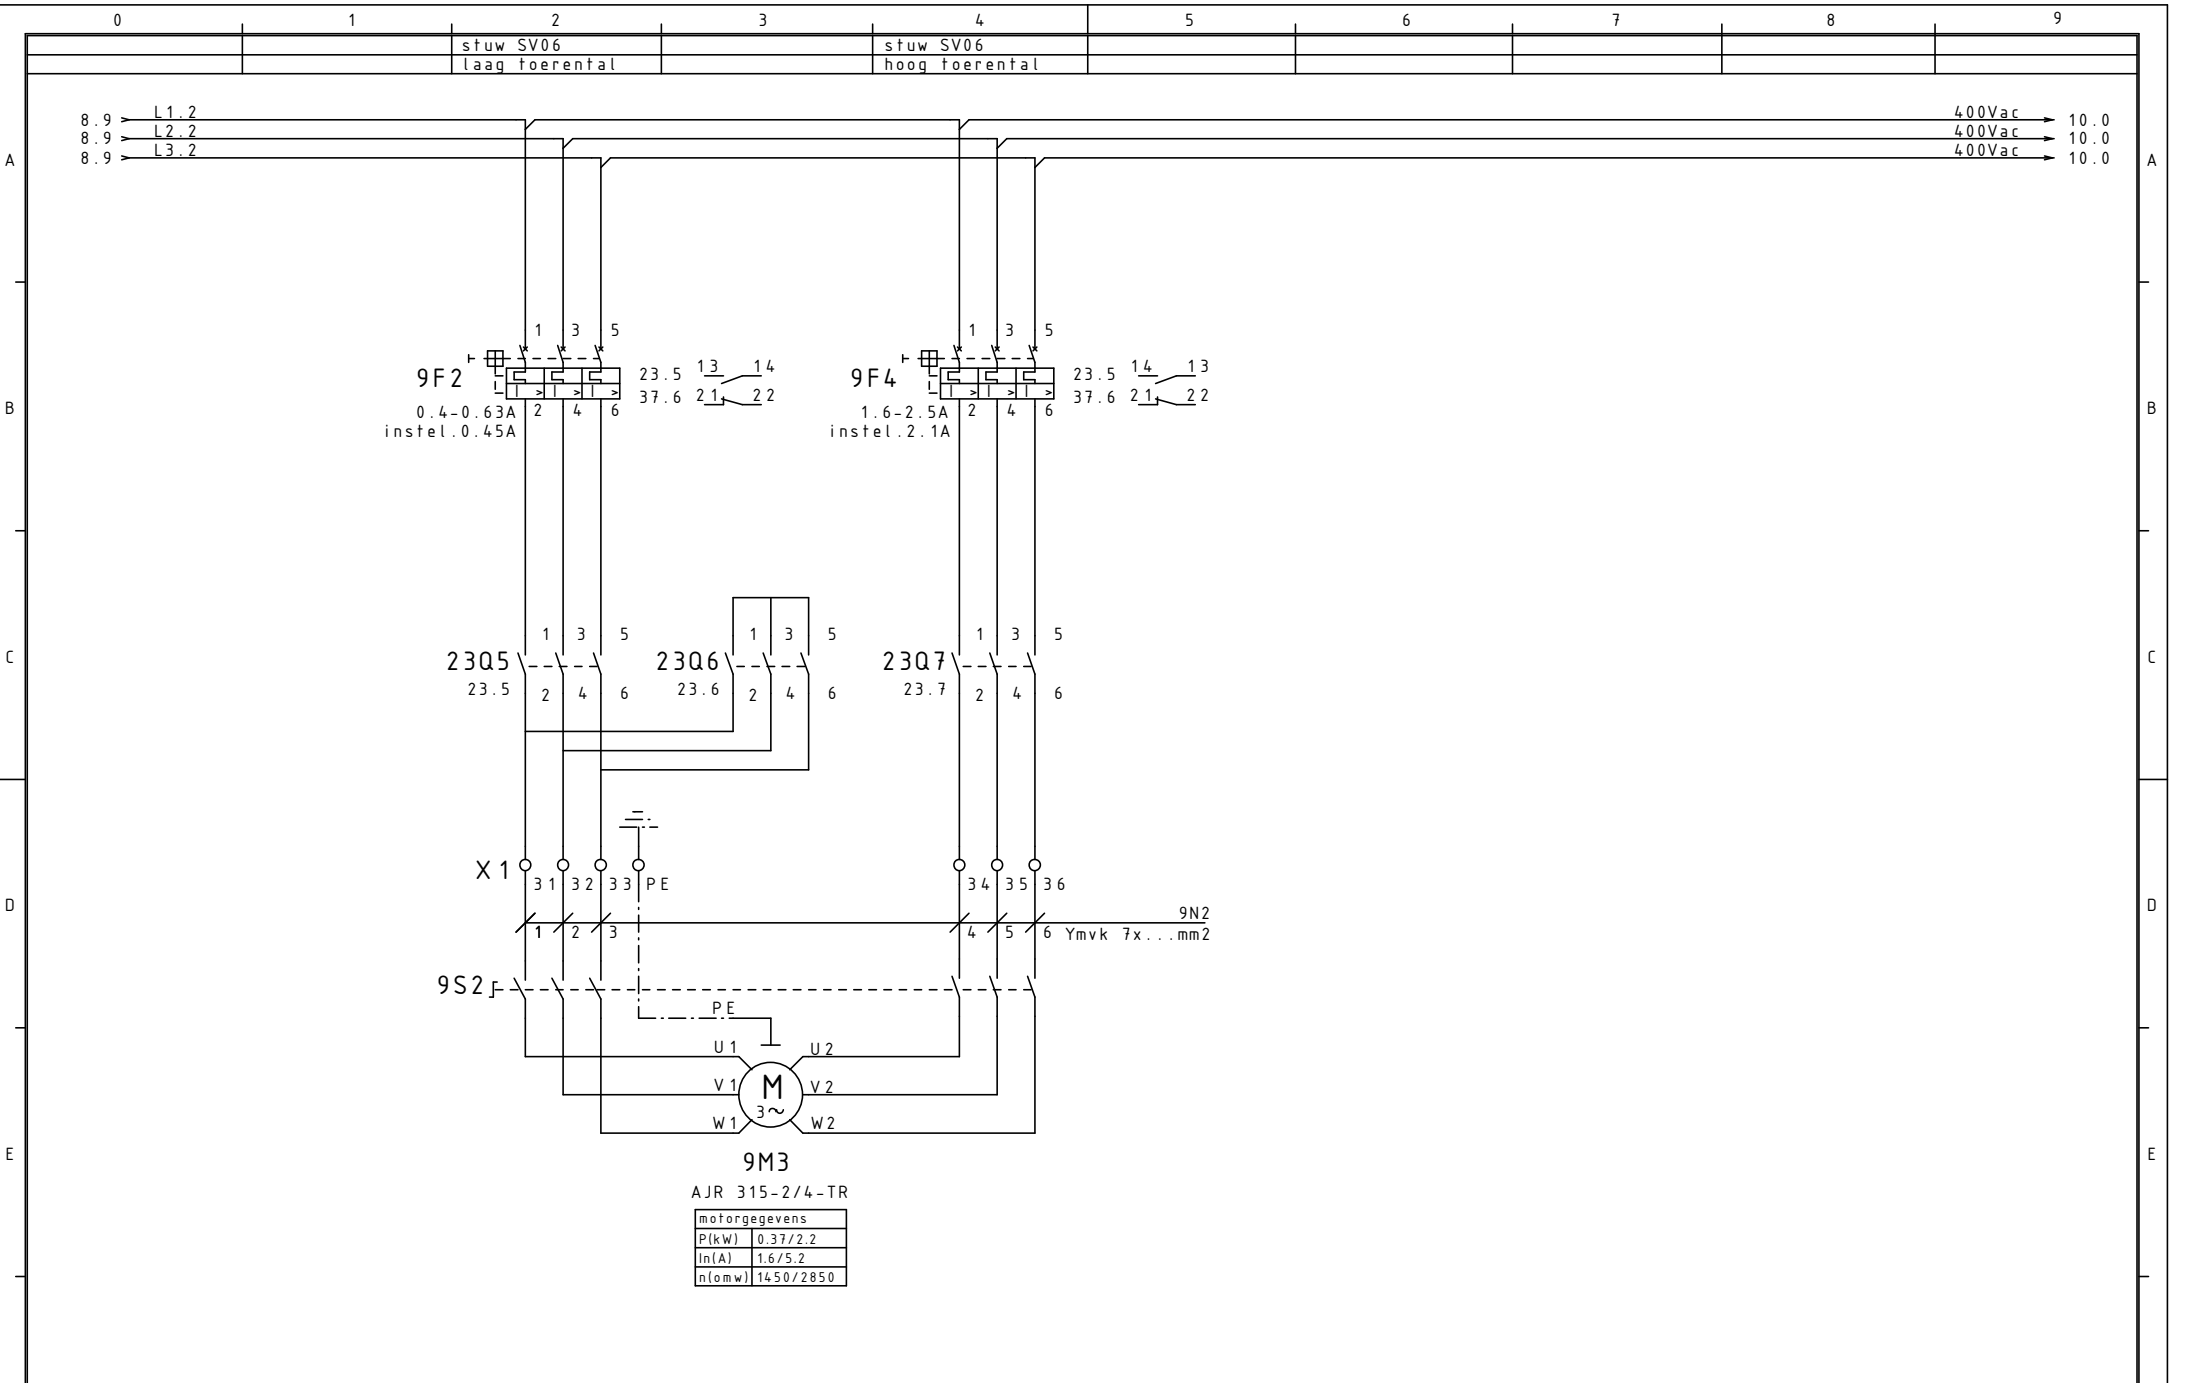 0 1 2 3 4 5 6 7 8 9
stuw SV06 stuw SV06
laag toerental hoog toerental
8.9 L1.2 400Vac 10.0
8.9 L2.2 400Vac 10.0
8.9 L3.2 400Vac 10.0
A A
1 3 5 1 3 5
9F2 23.5 13 14 9F4 23.5 14 13
37.6 21 22 37.6 21 22
B B
0.4-0.63A 2 4 6 1.6-2.5A 2 4 6
instel.0.45A instel.2.1A
1 3 5 1 3 5 1 3 5
C 23Q5 23Q6 23Q7 C
23.5 2 4 6 23.6 2 4 6 23.7 2 4 6
X1 31 32 33 PE 34 35 36
D 9N2 D
1 2 3 4 5 6 Ymvk 7x...mm2
9S2
PE
U1 U2
V1 M V2
3~
W1 W2
E E
9M3
AJR 315-2/4-TR
motorgegevens
P(kW) 0.37/2.2
In(A) 1.6/5.2
n(omw) 1450/2850